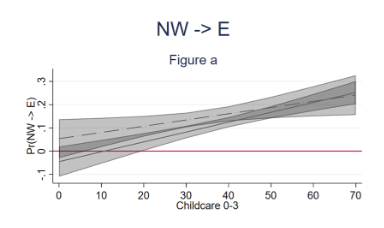 NW -> E
Figure a
Pr(NW -> E)
.3
.2
.1
0
-.1
0 10 20 30 40 50 60 70
Childcare 0-3